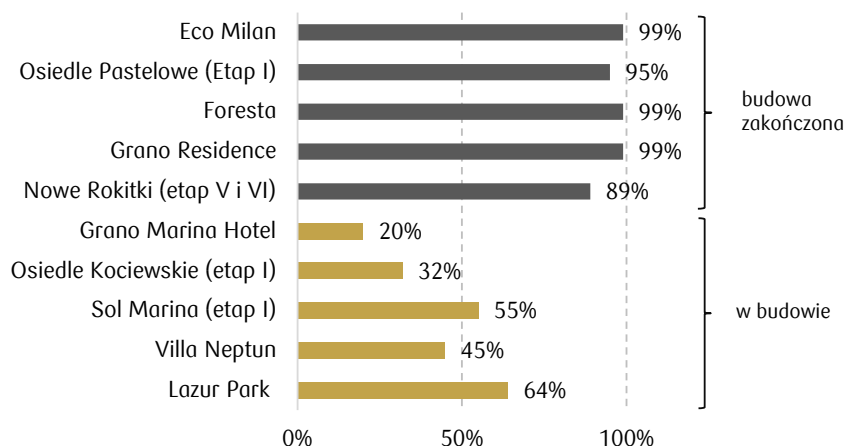 Eco Milan 99%
Osiedle Pastelowe (Etap I) 95%
Foresta 99%
Grano Residence 99%
Nowe Rokitki (etap V i VI) 89%
budowa
zakończona
Grano Marina Hotel 20%
Osiedle Kociewskie (etap I) 32%
Sol Marina (etap I) 55%
Villa Neptun 45%
Lazur Park 64%
w budowie
0% 50% 100%